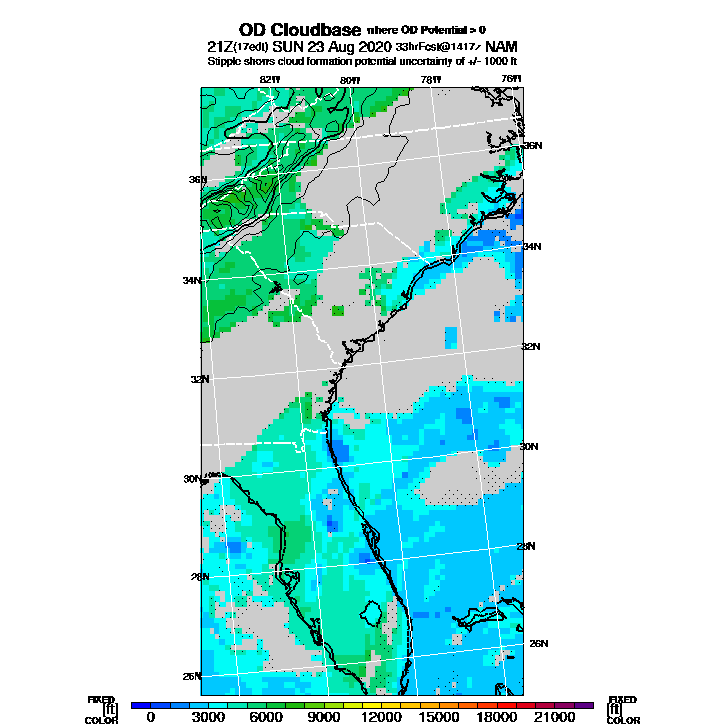 OD Cloudbase where OD Potential > 0
21Z(17edt) SUN 23 Aug 2020 33hrFcst@1417z NAM
Stipple shows cloud formation potential uncertainty of +/- 1000 ft
82W 80W 78W 76W
36N
36N
34N
34N
32N
32N
30N
30N
28N
28N
26N
26N
FIXED
[ft]
COLOR
0 3000 6000 9000 12000 15000 18000 21000
FIXED
[ft]
COLOR